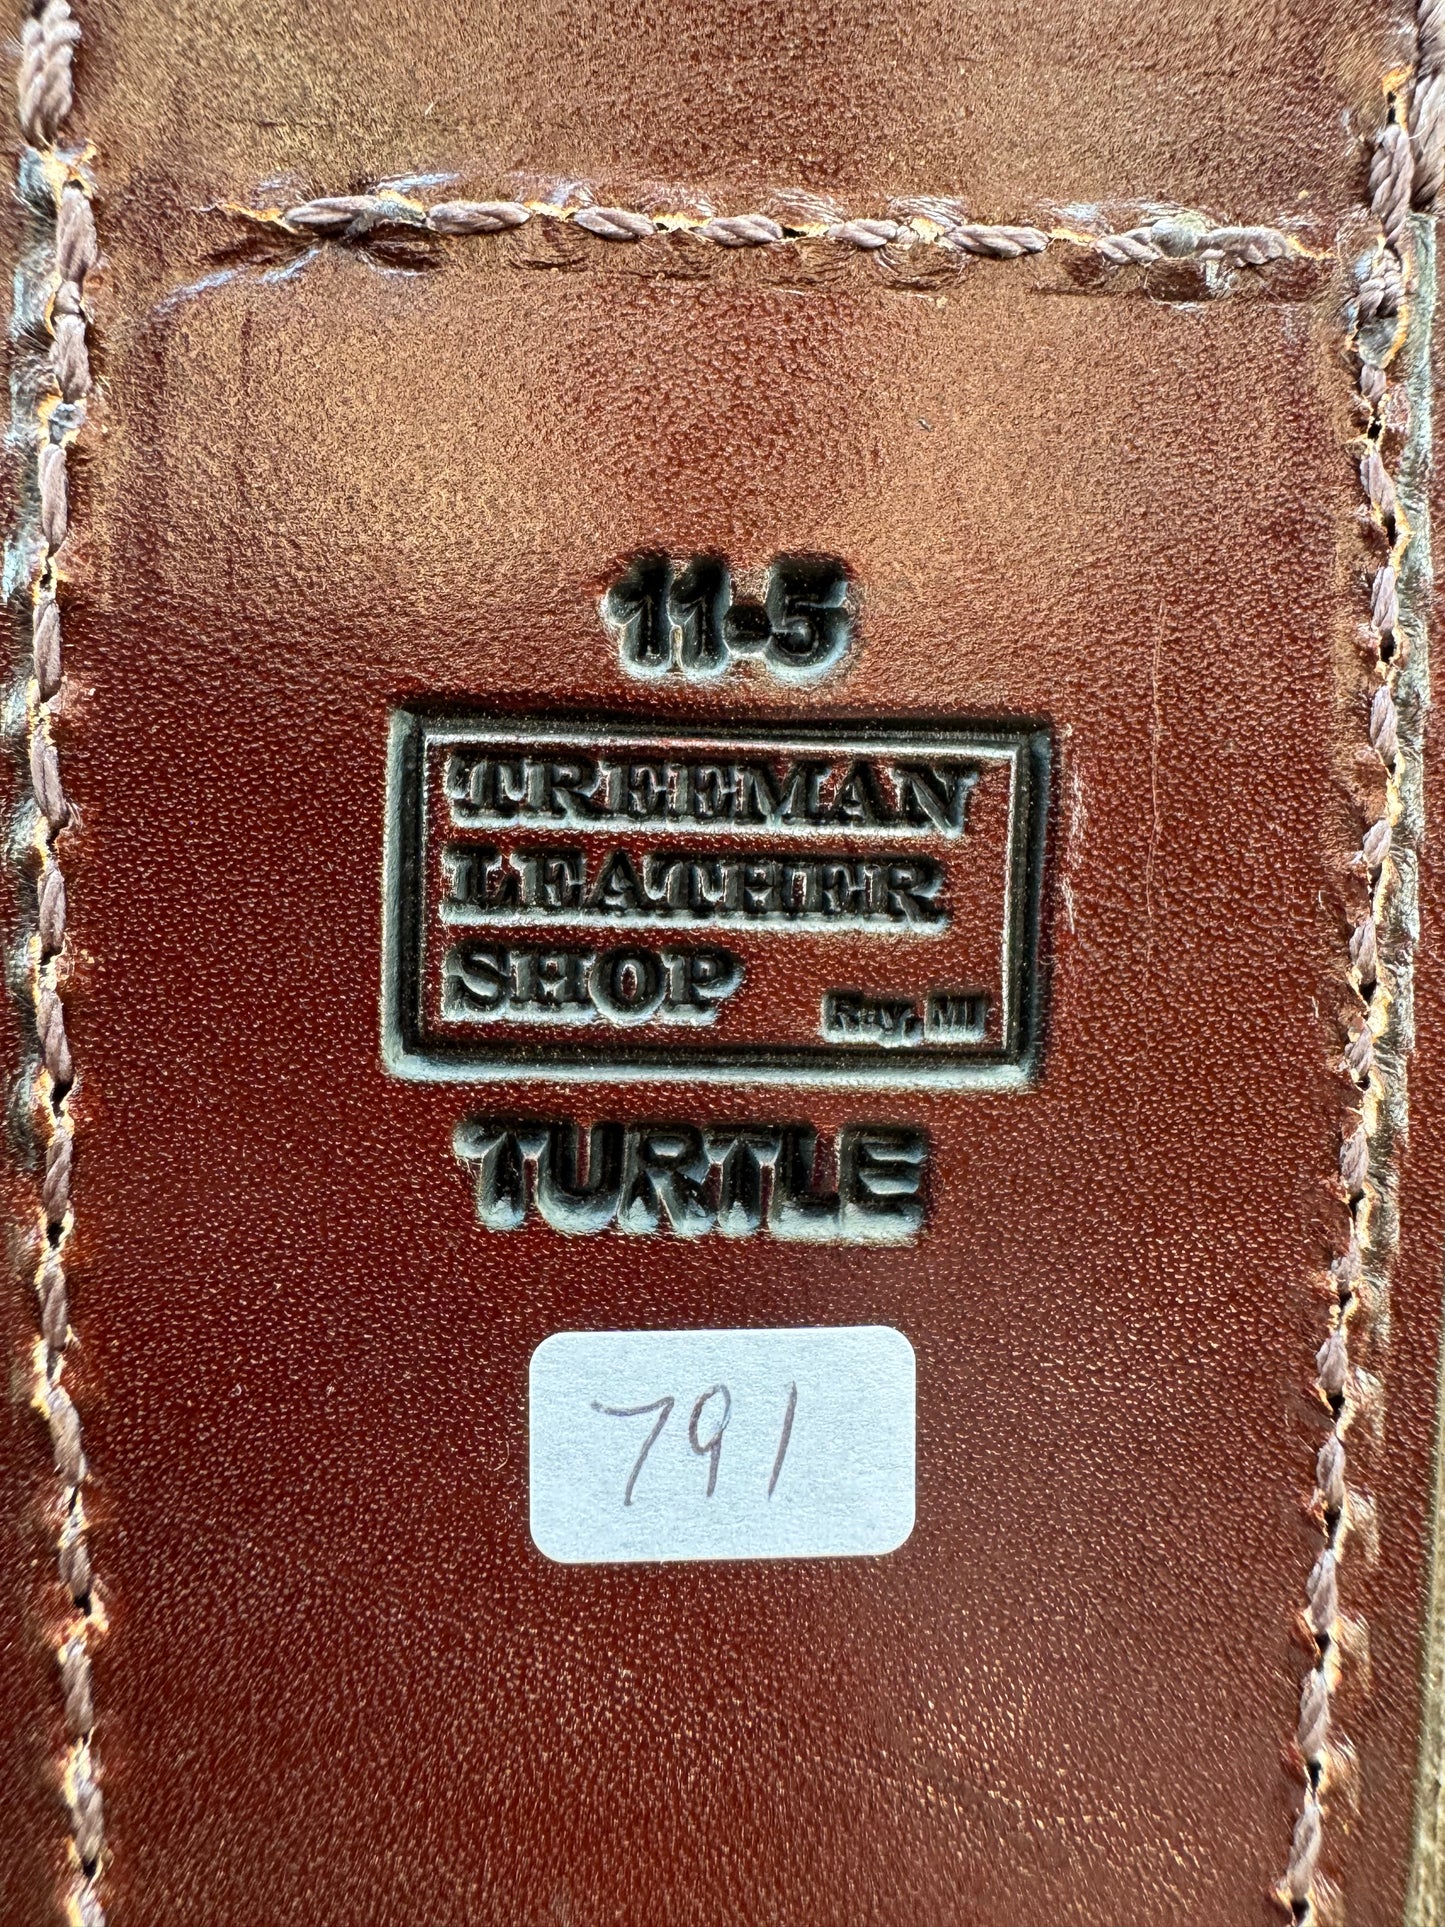 11-5
TREEMAN
LEATHER
SHOP Ray, MI
TURTLE
791